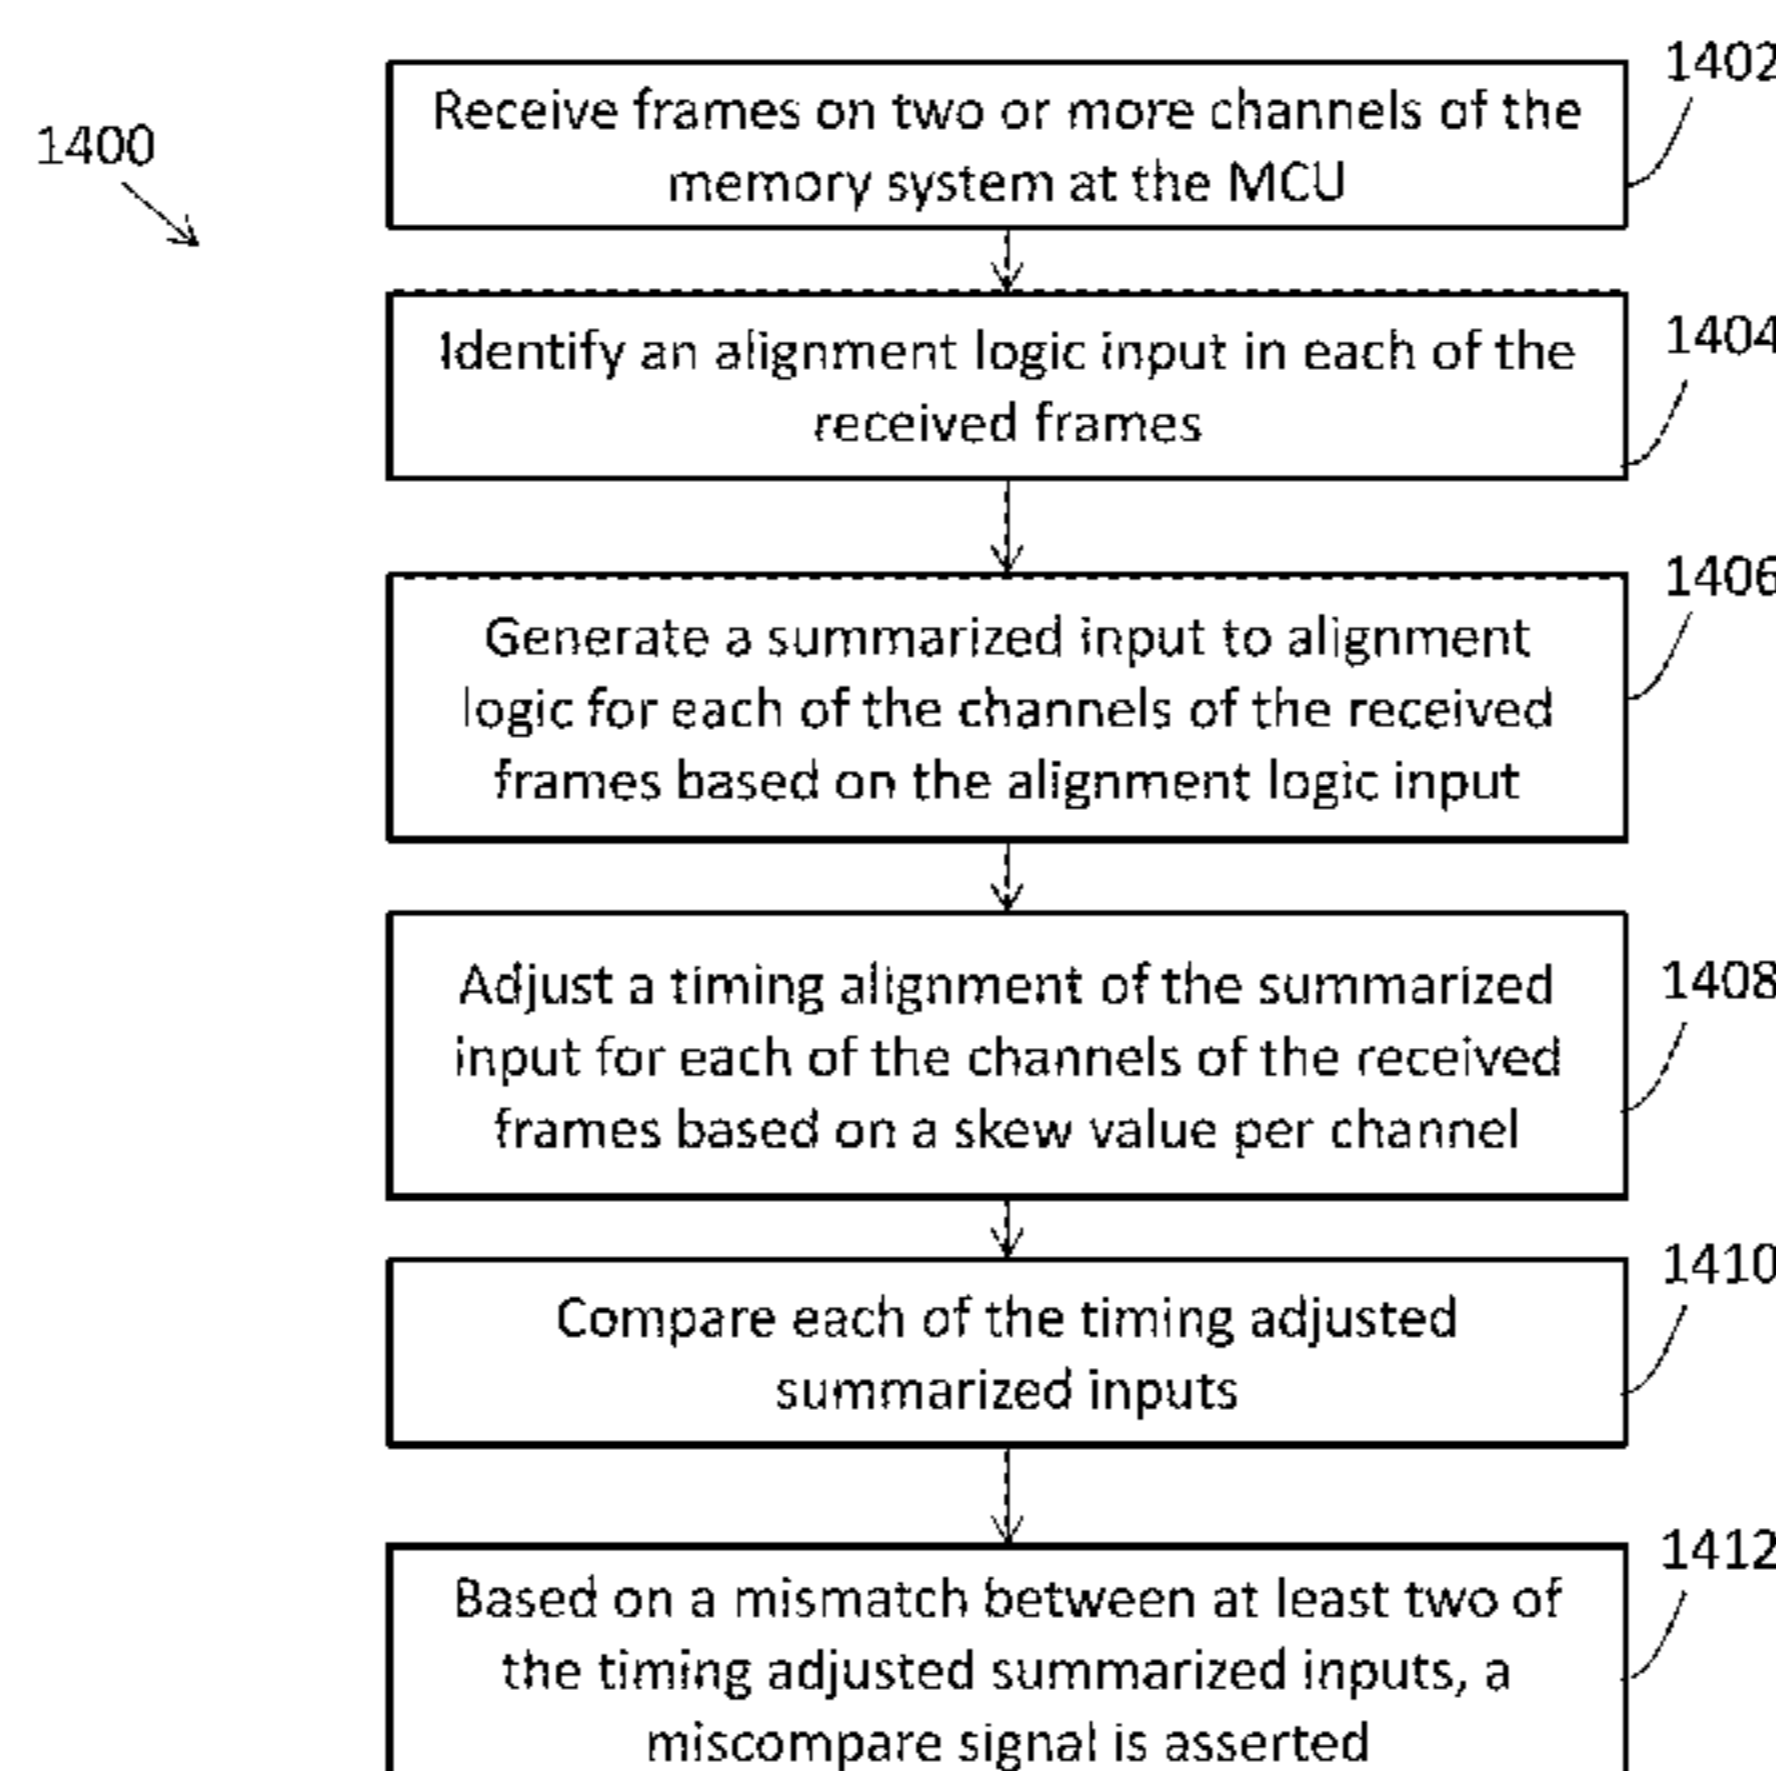 1402
Receive frames on two or more channels of the
memory system at the MCU
1400
1404
Identify an alignment logic input in each of the
received frames
1406
Generate a summarized input to alignment
logic for each of the channels of the received
frames based on the alignment logic input
1408
Adjust a timing alignment of the summarized
input for each of the channels of the received
frames based on a skew value per channel
1410
Compare each of the timing adjusted
summarized inputs
1412
Based on a mismatch between at least two of
the timing adjusted summarized inputs, a
miscompare signal is asserted